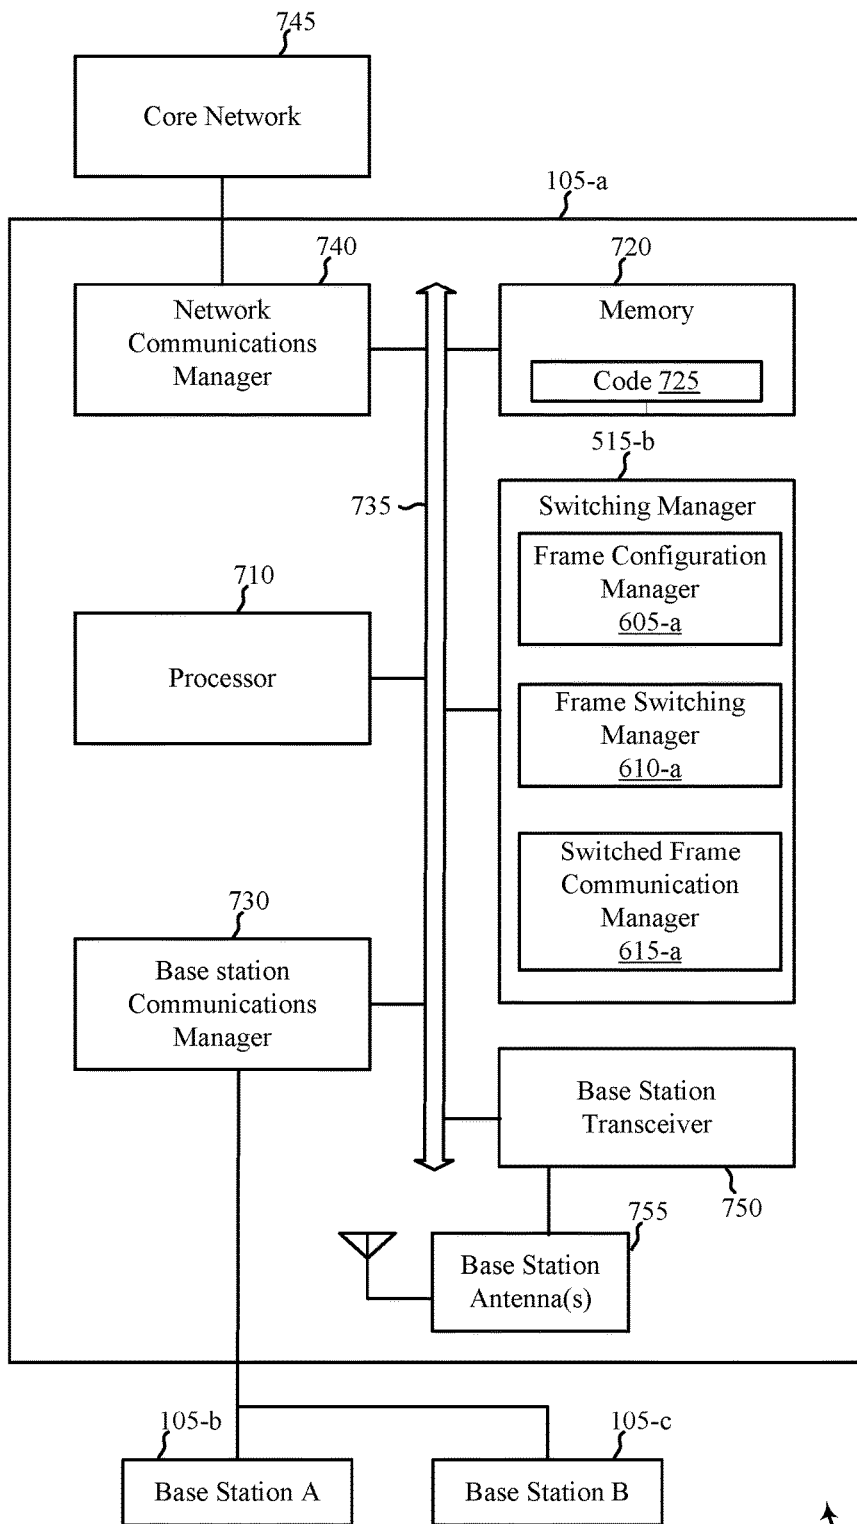 745
Core Network
105-a
740
720
Network
Communications
Manager
Memory
Code 725
515-b
735
Switching Manager
Frame Configuration
Manager
605-a
710
Processor
Frame Switching
Manager
610-a
Switched Frame
Communication
Manager
615-a
730
Base station
Communications
Manager
Base Station
Transceiver
750
755
Base Station
Antenna(s)
105-b
105-c
Base Station A
Base Station B